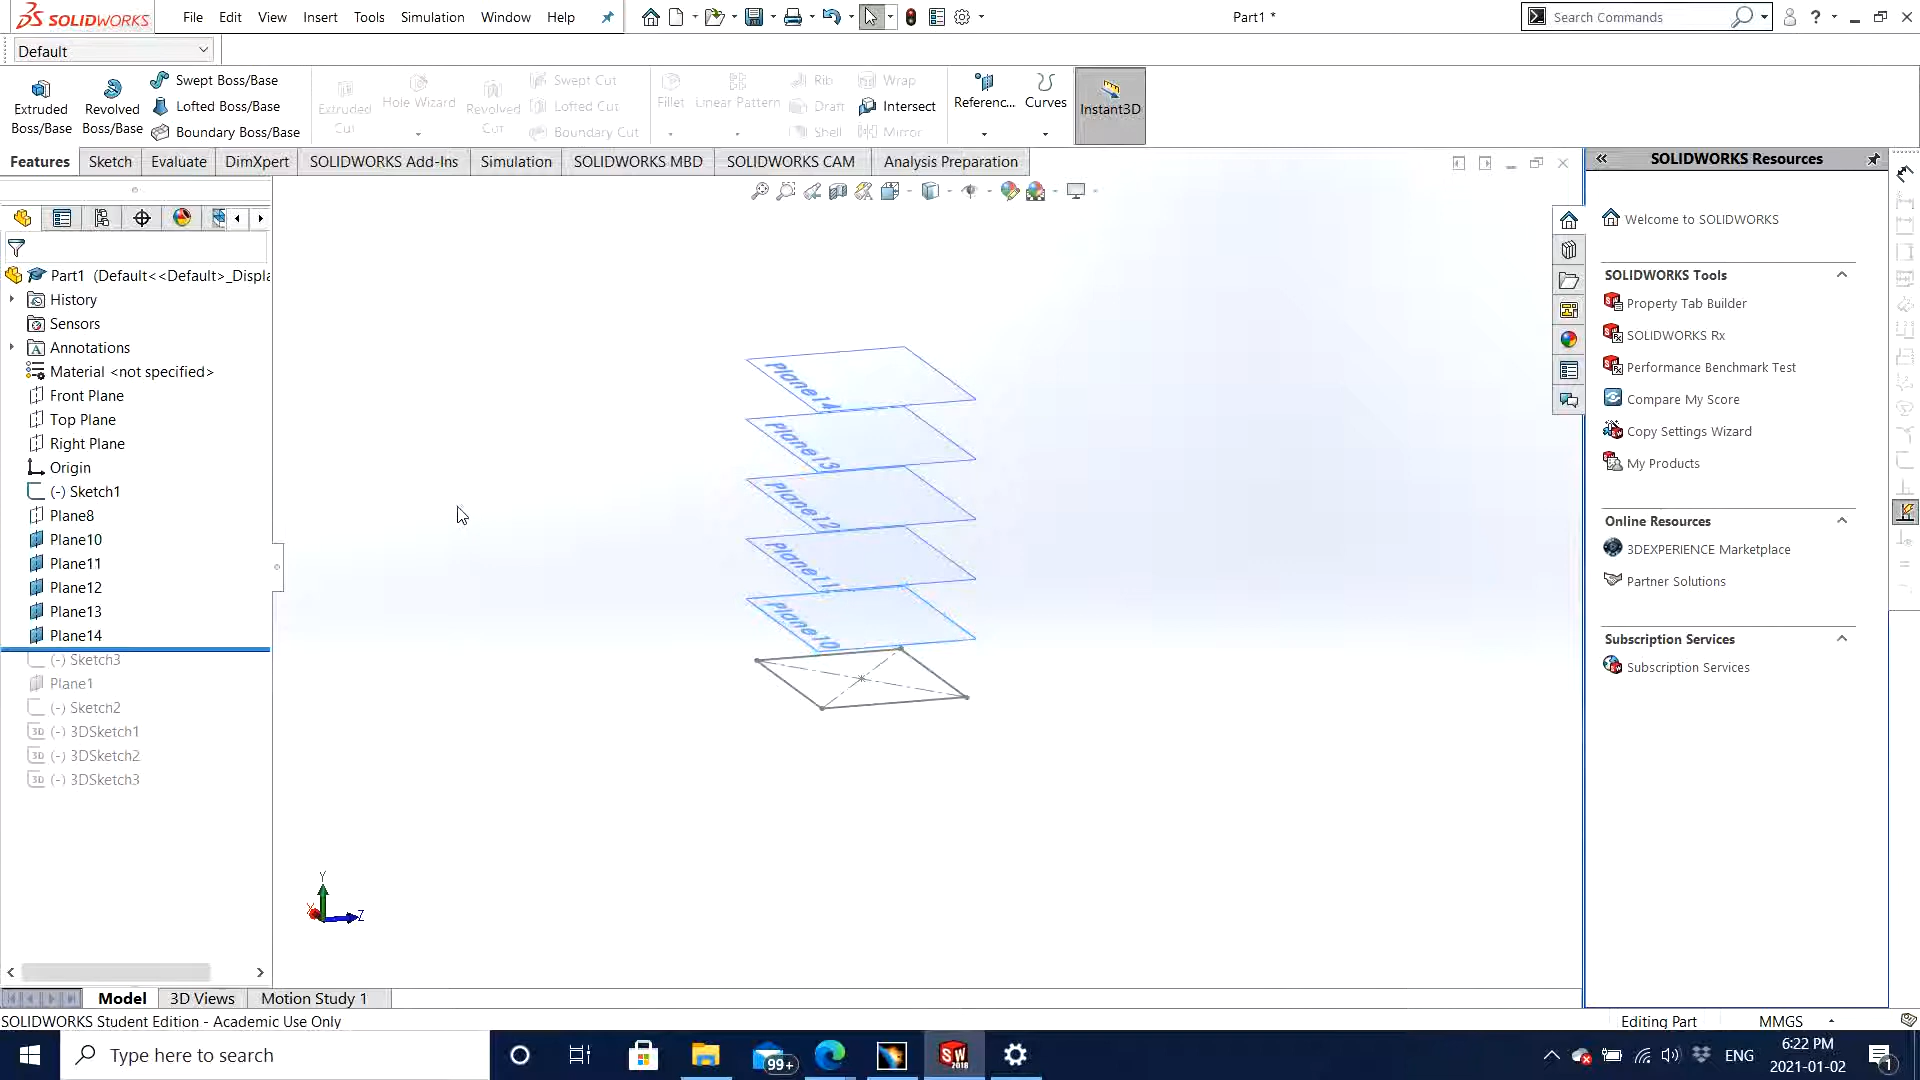 SOLIDWORKS File Edit View Insert Tools Simulation Window Help Part1 * Search Commands ?
Default
Extruded Boss/Base
Revolved Boss/Base
Swept Boss/Base
Lofted Boss/Base
Boundary Boss/Base
Extruded Cut
Hole Wizard
Revolved Cut
Swept Cut
Lofted Cut
Boundary Cut
Fillet
Linear Pattern
Rib
Draft
Shell
Wrap
Intersect
Mirror
Referenc...
Curves
Instant3D
Features Sketch Evaluate DimXpert SOLIDWORKS Add-Ins Simulation SOLIDWORKS MBD SOLIDWORKS CAM Analysis Preparation
Part1 (Default<<Default>_Displa
History
Sensors
Annotations
Material <not specified>
Front Plane
Top Plane
Right Plane
Origin
(-) Sketch1
Plane8
Plane10
Plane11
Plane12
Plane13
Plane14
(-) Sketch3
Plane1
(-) Sketch2
3D (-) 3DSketch1
3D (-) 3DSketch2
3D (-) 3DSketch3
Plane14
Plane13
Plane12
Plane11
Plane10
Y
X
Z
SOLIDWORKS Resources
Welcome to SOLIDWORKS
SOLIDWORKS Tools
Property Tab Builder
SOLIDWORKS Rx
Performance Benchmark Test
Compare My Score
Copy Settings Wizard
My Products
Online Resources
3DEXPERIENCE Marketplace
Partner Solutions
Subscription Services
Subscription Services
Model 3D Views Motion Study 1
SOLIDWORKS Student Edition - Academic Use Only Editing Part MMGS
Type here to search 99+ SW 2018 ENG 6:22 PM
2021-01-02 1